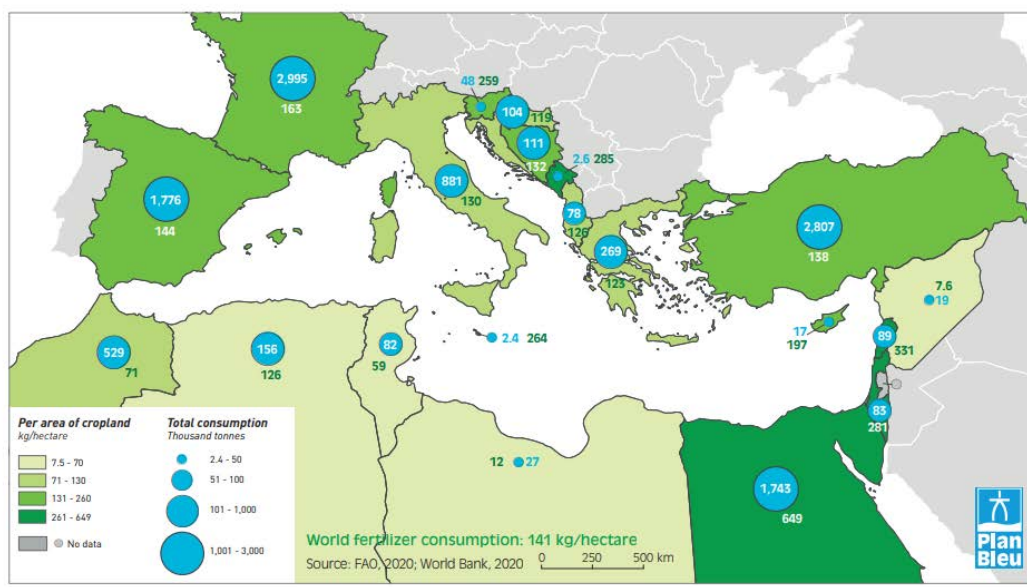 2,995
163
48 259
104
119
111
132
2.6 285
1,776
144
881
130
78
126
269
123
2,807
138
7.6
19
17
197
89
331
83
281
529
71
156
126
82
59
2.4 264
12 27
1,743
649
Per area of cropland
kg/hectare
7.5 - 70
71 - 130
131 - 260
261 - 649
No data
Total consumption
Thousand tonnes
2.4 - 50
51 - 100
101 - 1,000
1,001 - 3,000
World fertilizer consumption: 141 kg/hectare
Source: FAO, 2020; World Bank, 2020
0 250 500 km
Plan
Bleu